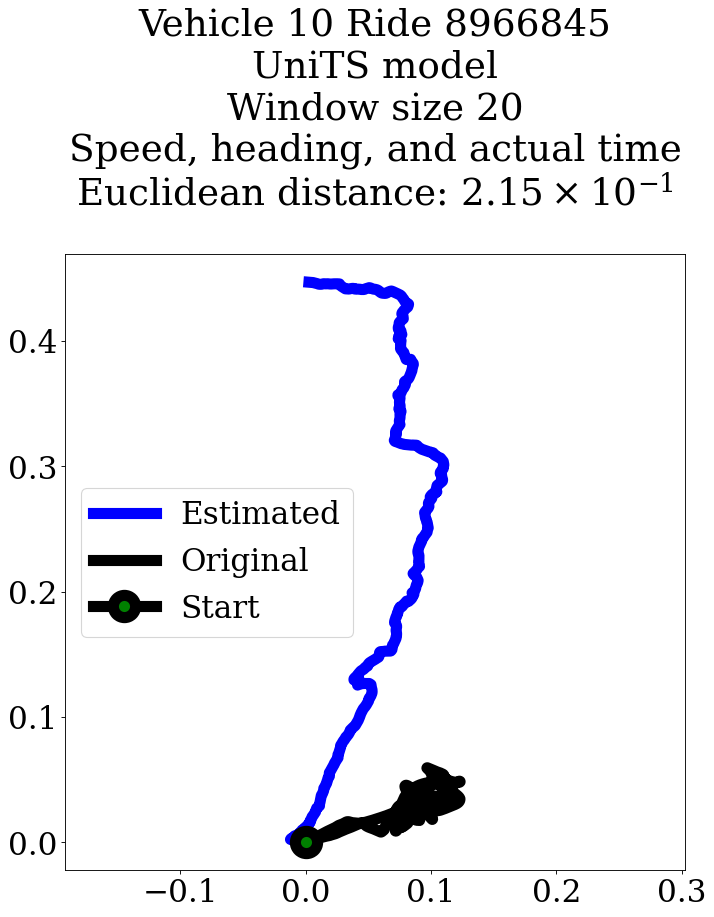 Vehicle 10 Ride 8966845
UniTS model
Window size 20
Speed, heading, and actual time
Euclidean distance: 2.15 × 10⁻¹
0.4
0.3
0.2
0.1
0.0
Estimated
Original
Start
−0.1 0.0 0.1 0.2 0.3